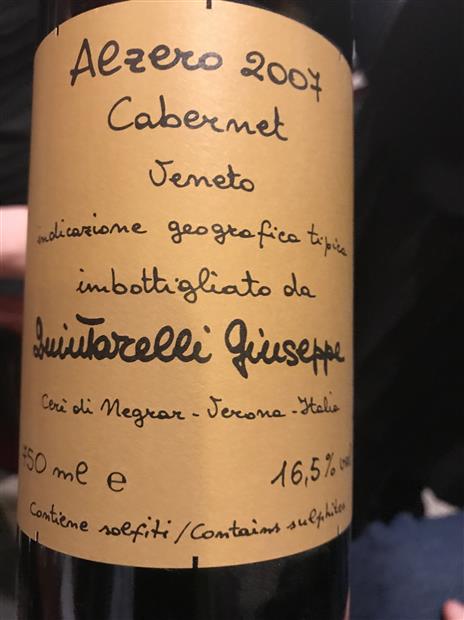 Alzero 2007
Cabernet
Veneto
indicazione geografica tipica
imbottigliato da
Quintarelli Giuseppe
Cerè di Negrar - Verona - Italia
750 ml e 16,5% vol
Contiene solfiti / Contains sulphites